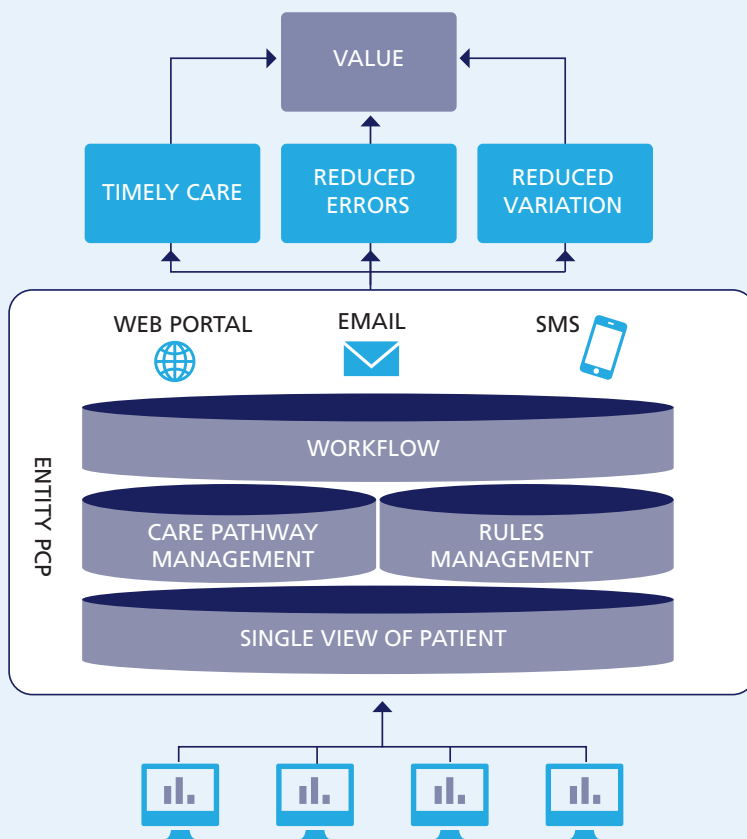 VALUE
TIMELY CARE
REDUCED
ERRORS
REDUCED
VARIATION
WEB PORTAL
EMAIL
SMS
ENTITY PCP
WORKFLOW
CARE PATHWAY
MANAGEMENT
RULES
MANAGEMENT
SINGLE VIEW OF PATIENT